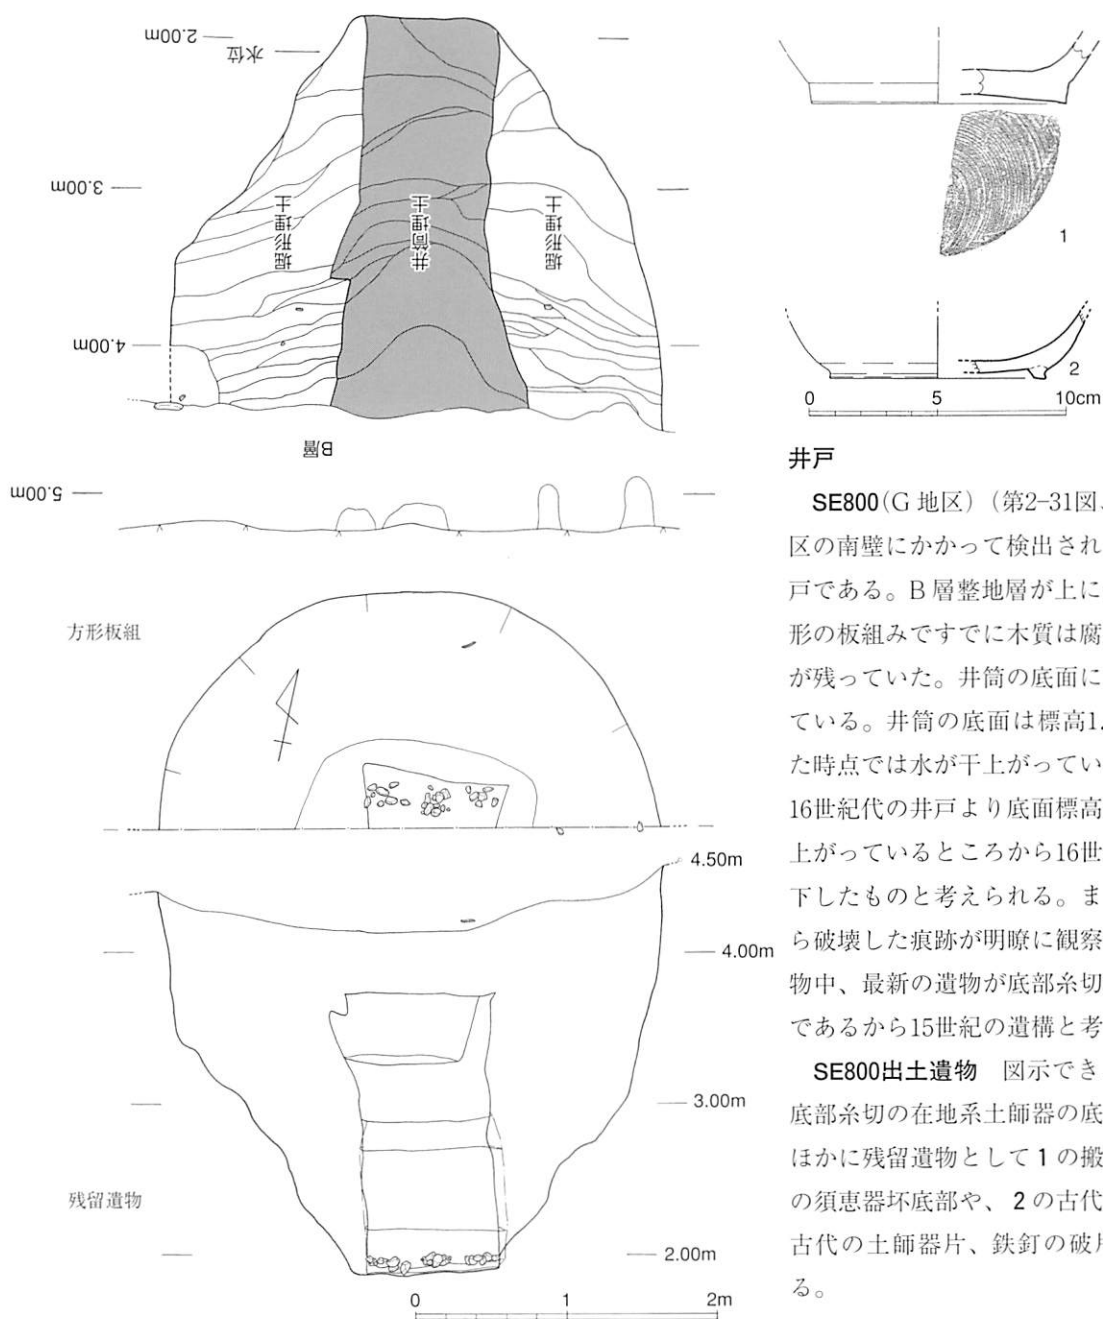 2.00m
水位
3.00m
掘形埋土
井筒埋土
掘形埋土
4.00m
B層
5.00m
方形板組
4.50m
4.00m
3.00m
残留遺物
2.00m
0 1 2m
1
2
0 5 10cm
井戸
SE800(G地区)(第2-31図、
区の南壁にかかって検出され
戸である。B層整地層が上に
形の板組みですでに木質は腐
が残っていた。井筒の底面に
ている。井筒の底面は標高1.
た時点では水が干上がってい
16世紀代の井戸より底面標高
上がっているところから16世
下したものと考えられる。ま
ら破壊した痕跡が明瞭に観察
物中、最新の遺物が底部糸切
であるから15世紀の遺構と考
SE800出土遺物 図示でき
底部糸切の在地系土師器の底
ほかに残留遺物として1の搬
の須恵器坏底部や、2の古代
古代の土師器片、鉄釘の破片
る。